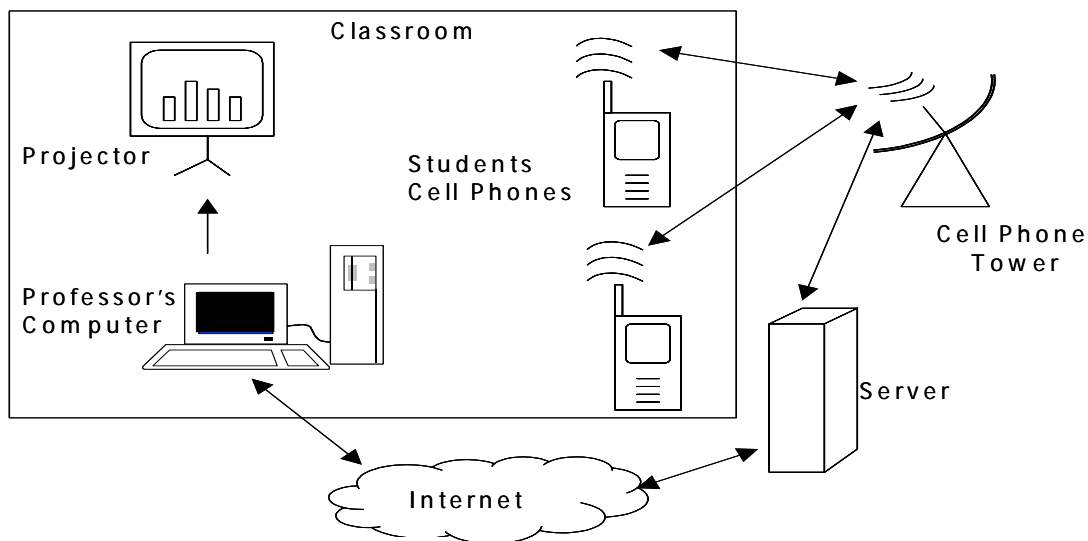 Classroom
Projector
Students
Cell Phones
Cell Phone
Tower
Professor's
Computer
Server
Internet